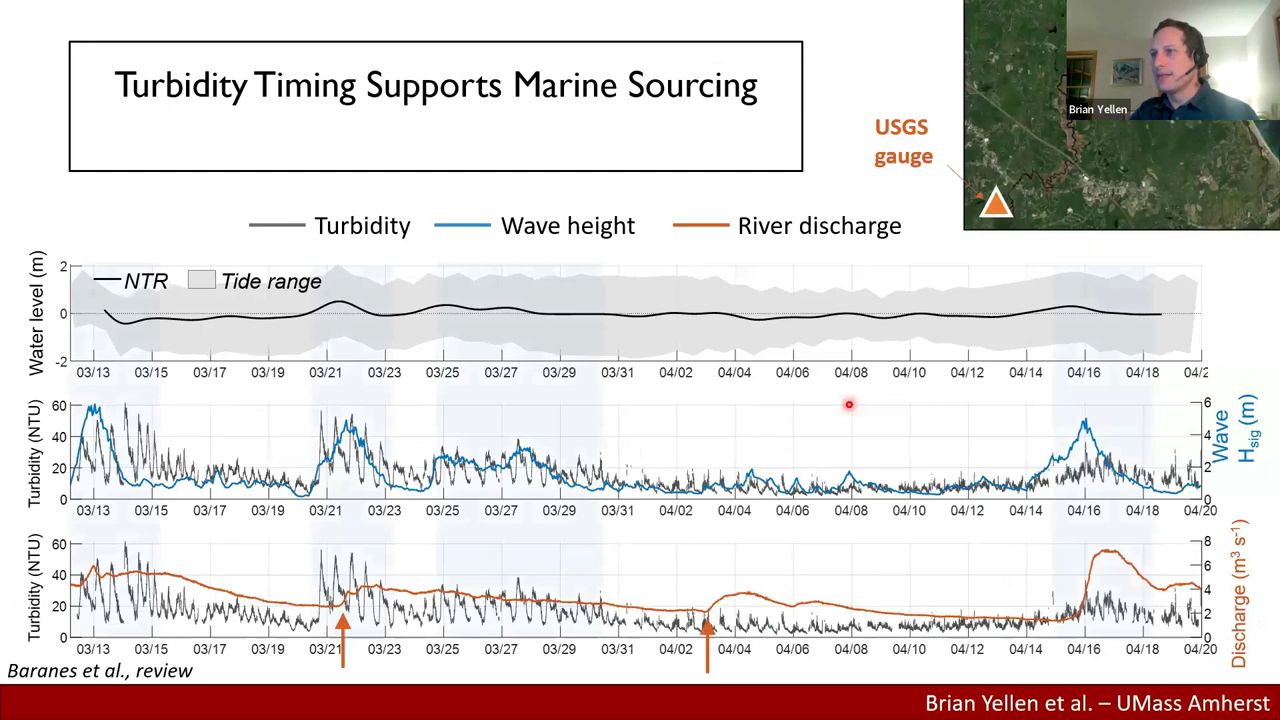 Turbidity Timing Supports Marine Sourcing
Brian Yellen
USGS
gauge
Turbidity
Wave height
River discharge
NTR
Tide range
Water level (m)
2
0
-2
03/13 03/15 03/17 03/19 03/21 03/23 03/25 03/27 03/29 03/31 04/02 04/04 04/06 04/08 04/10 04/12 04/14 04/16 04/18 04/2
Turbidity (NTU)
60
40
20
0
6
4
2
0
Wave
Hsig (m)
03/13 03/15 03/17 03/19 03/21 03/23 03/25 03/27 03/29 03/31 04/02 04/04 04/06 04/08 04/10 04/12 04/14 04/16 04/18 04/20
Turbidity (NTU)
60
40
20
0
8
6
4
2
0
Discharge (m³ s⁻¹)
03/13 03/15 03/17 03/19 03/21 03/23 03/25 03/27 03/29 03/31 04/02 04/04 04/06 04/08 04/10 04/12 04/14 04/16 04/18 04/20
Baranes et al., review
Brian Yellen et al. – UMass Amherst